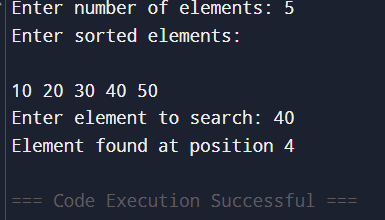 Enter number of elements: 5
Enter sorted elements:
10 20 30 40 50
Enter element to search: 40
Element found at position 4
=== Code Execution Successful ===